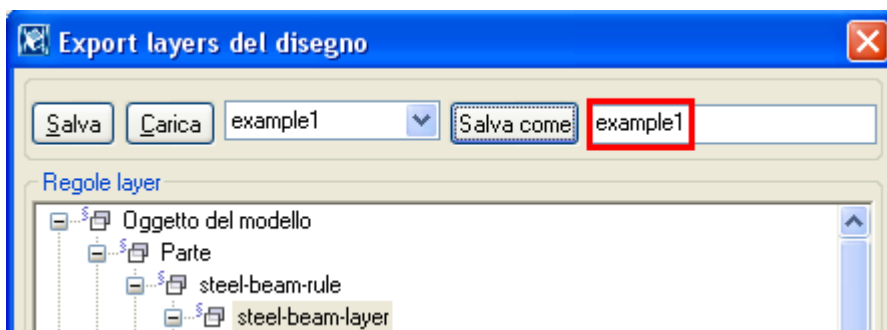 Export layers del disegno
Salva Carica example1 Salva come example1
Regole layer
Oggetto del modello
Parte
steel-beam-rule
steel-beam-layer